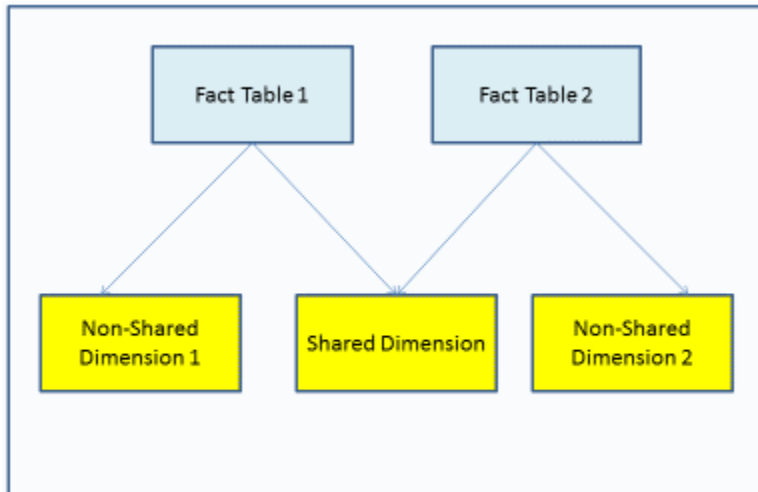 Fact Table 1
Fact Table 2
Non-Shared
Dimension 1
Shared Dimension
Non-Shared
Dimension 2